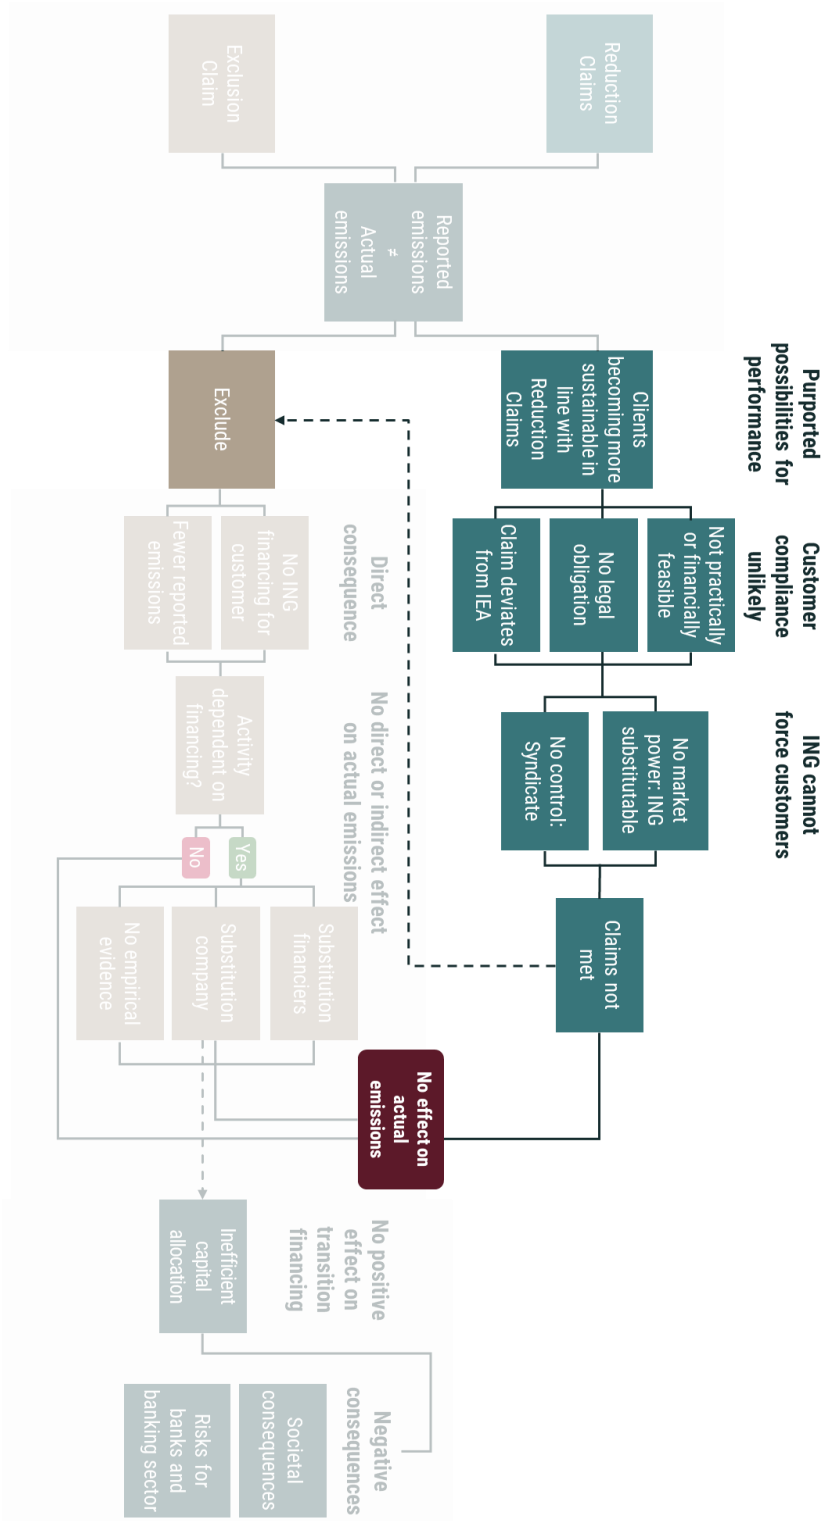 Purported
possibilities for
performance
Customer
compliance
unlikely
ING cannot
force customers
Reduction
Claims
Exclusion
Claim
Reported
emissions
≠
Actual
emissions
Clients
becoming more
sustainable in
line with
Reduction
Claims
Not practically
or financially
feasible
No legal
obligation
Claim deviates
from IEA
No market
power: ING
substitutable
No control:
Syndicate
Claims not
met
Exclude
Direct
consequence
No ING
financing for
customer
Fewer reported
emissions
No direct or indirect effect
on actual emissions
Activity
dependent on
financing?
Yes
No
Substitution
financiers
Substitution
company
No empirical
evidence
No effect on
actual
emissions
No positive
effect on
transition
financing
Inefficient
capital
allocation
Negative
consequences
Societal
consequences
Risks for
banks and
banking sector